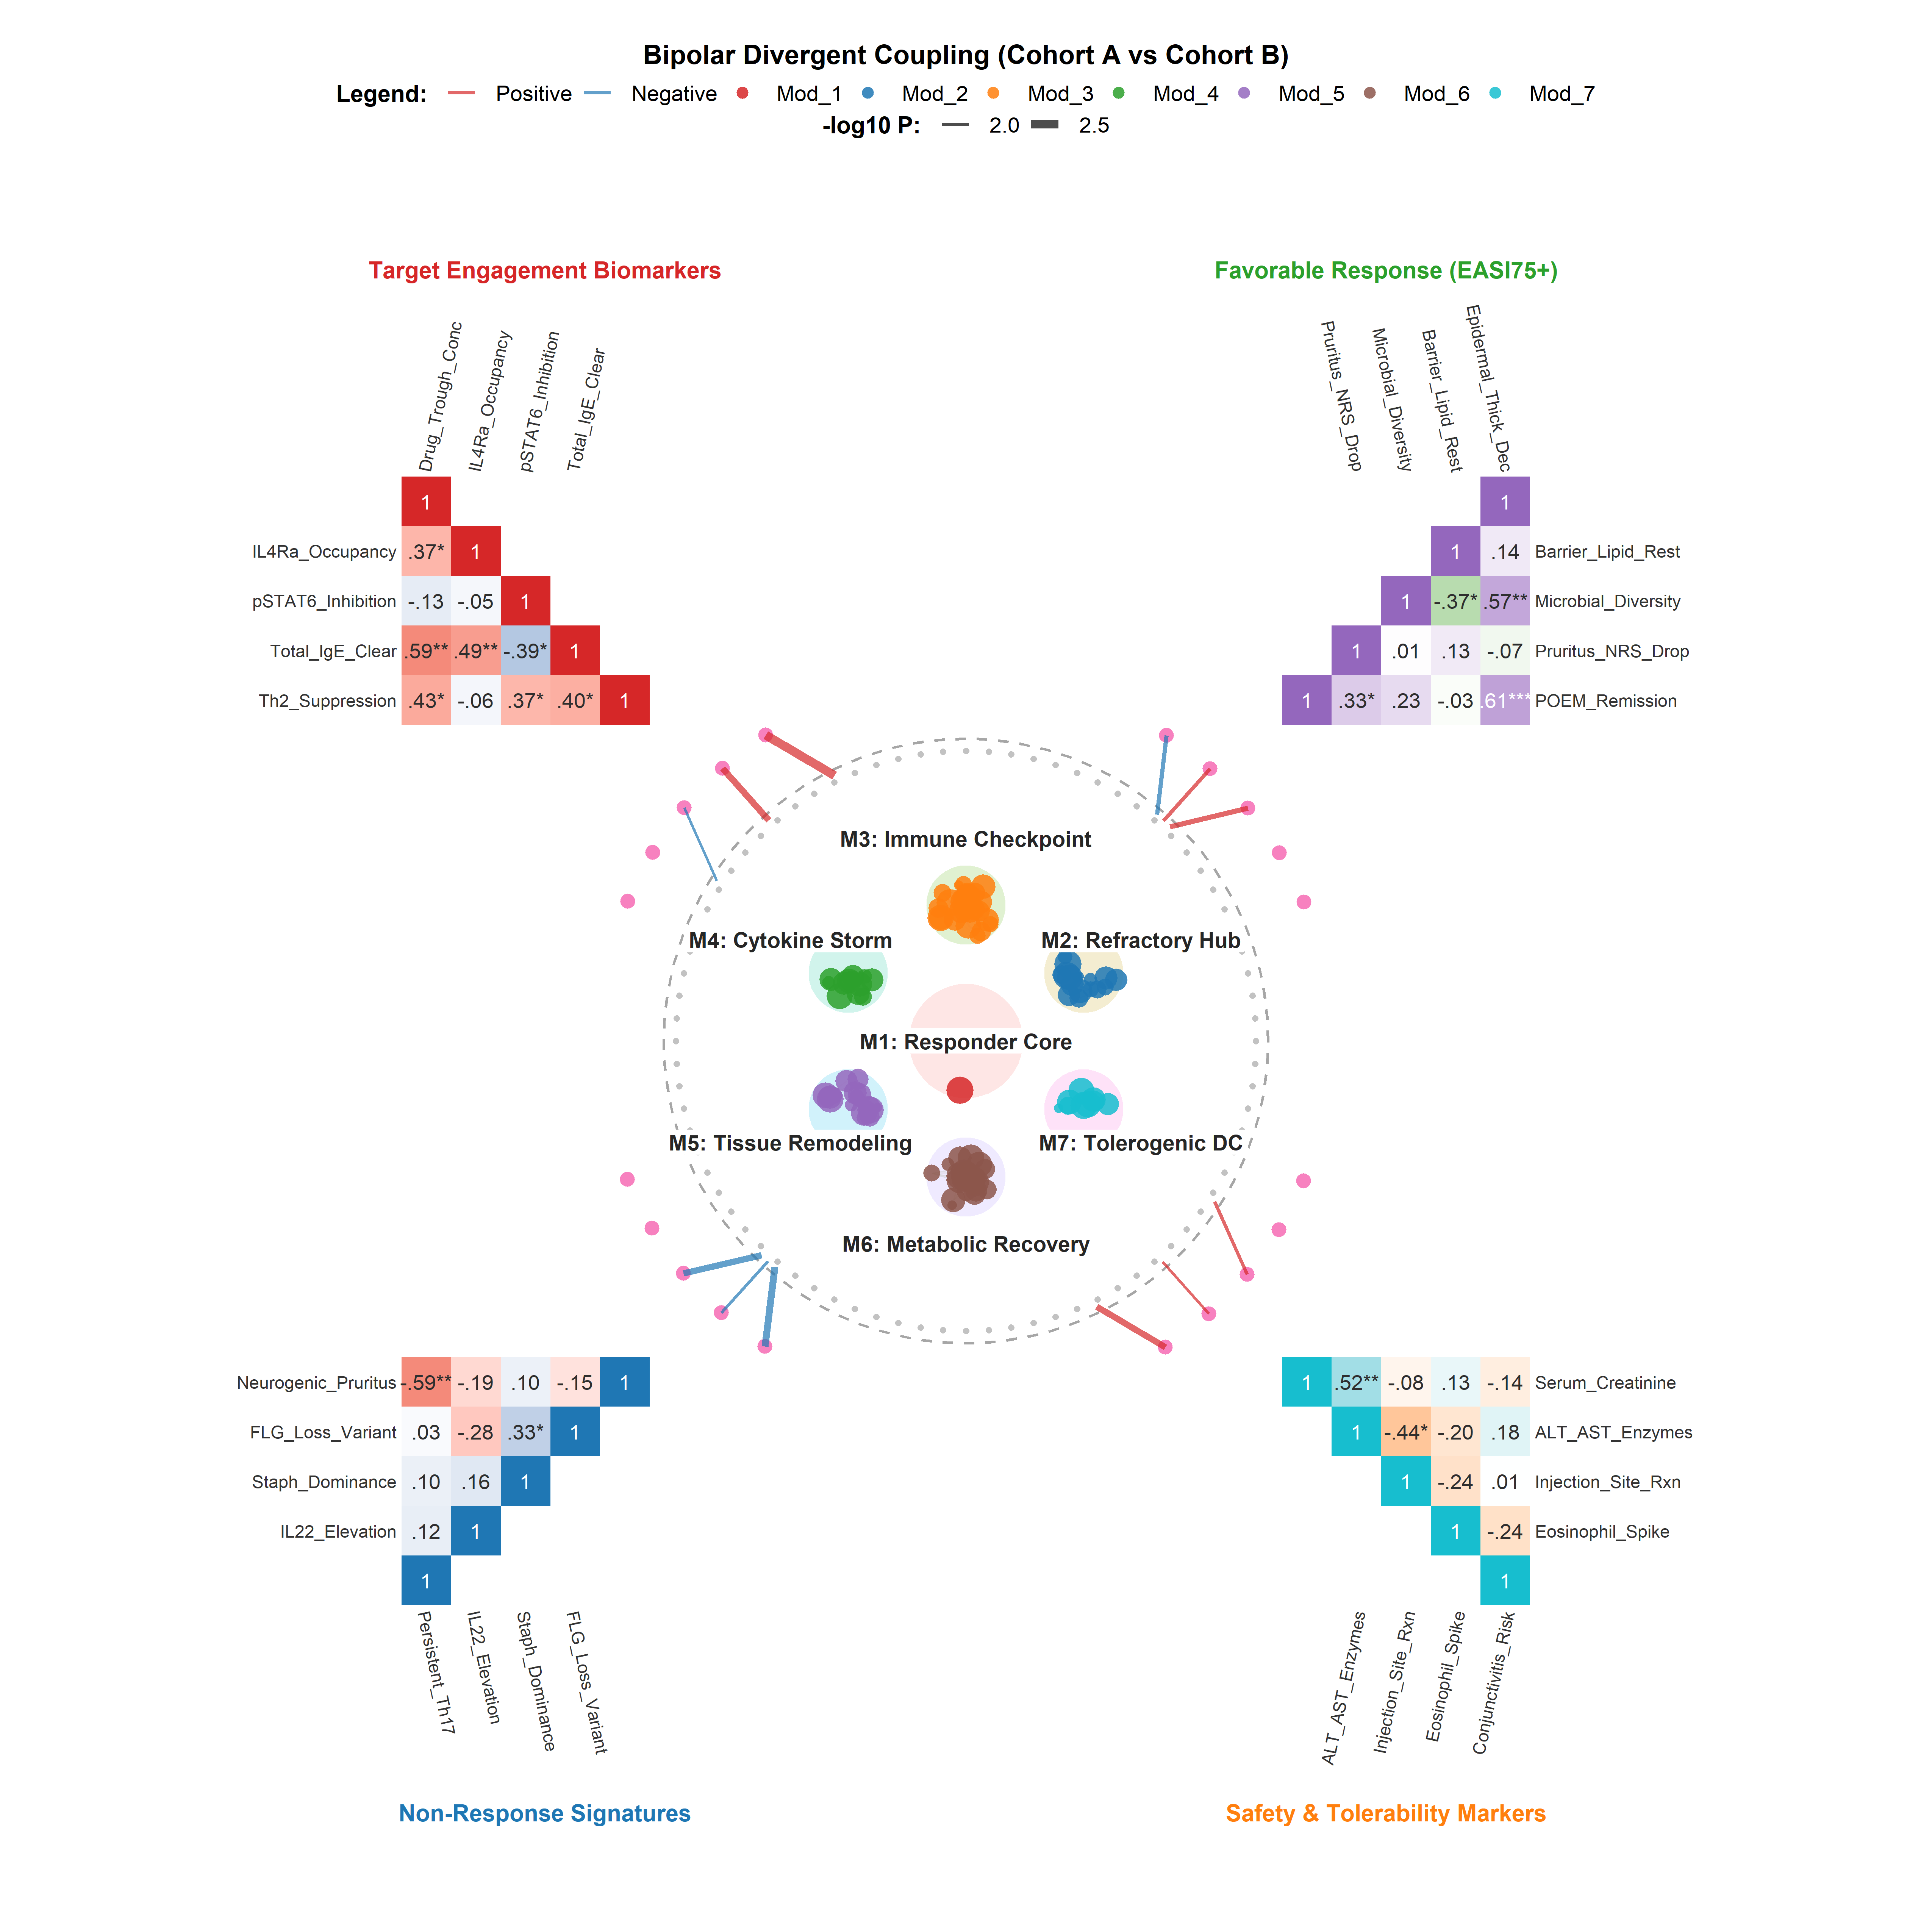 Bipolar Divergent Coupling (Cohort A vs Cohort B)
Legend: Positive Negative Mod_1 Mod_2 Mod_3 Mod_4 Mod_5 Mod_6 Mod_7
-log10 P: 2.0 2.5
Target Engagement Biomarkers
Drug_Trough_Conc
IL4Ra_Occupancy
pSTAT6_Inhibition
Total_IgE_Clear
1
IL4Ra_Occupancy .37* 1
pSTAT6_Inhibition -.13 -.05 1
Total_IgE_Clear .59** .49** -.39* 1
Th2_Suppression .43* -.06 .37* .40* 1
Favorable Response (EASI75+)
Pruritus_NRS_Drop
Microbial_Diversity
Barrier_Lipid_Rest
Epidermal_Thick_Dec
1
1 .14 Barrier_Lipid_Rest
1 -.37* .57** Microbial_Diversity
1 .01 .13 -.07 Pruritus_NRS_Drop
1 .33* .23 -.03 .61*** POEM_Remission
M3: Immune Checkpoint
M4: Cytokine Storm
M2: Refractory Hub
M1: Responder Core
M5: Tissue Remodeling
M7: Tolerogenic DC
M6: Metabolic Recovery
Neurogenic_Pruritus -.59** -.19 .10 -.15 1
FLG_Loss_Variant .03 -.28 .33* 1
Staph_Dominance .10 .16 1
IL22_Elevation .12 1
1
Persistent_Th17
IL22_Elevation
Staph_Dominance
FLG_Loss_Variant
Non-Response Signatures
1 .52** -.08 .13 -.14 Serum_Creatinine
1 -.44* -.20 .18 ALT_AST_Enzymes
1 -.24 .01 Injection_Site_Rxn
1 -.24 Eosinophil_Spike
1
ALT_AST_Enzymes
Injection_Site_Rxn
Eosinophil_Spike
Conjunctivitis_Risk
Safety & Tolerability Markers